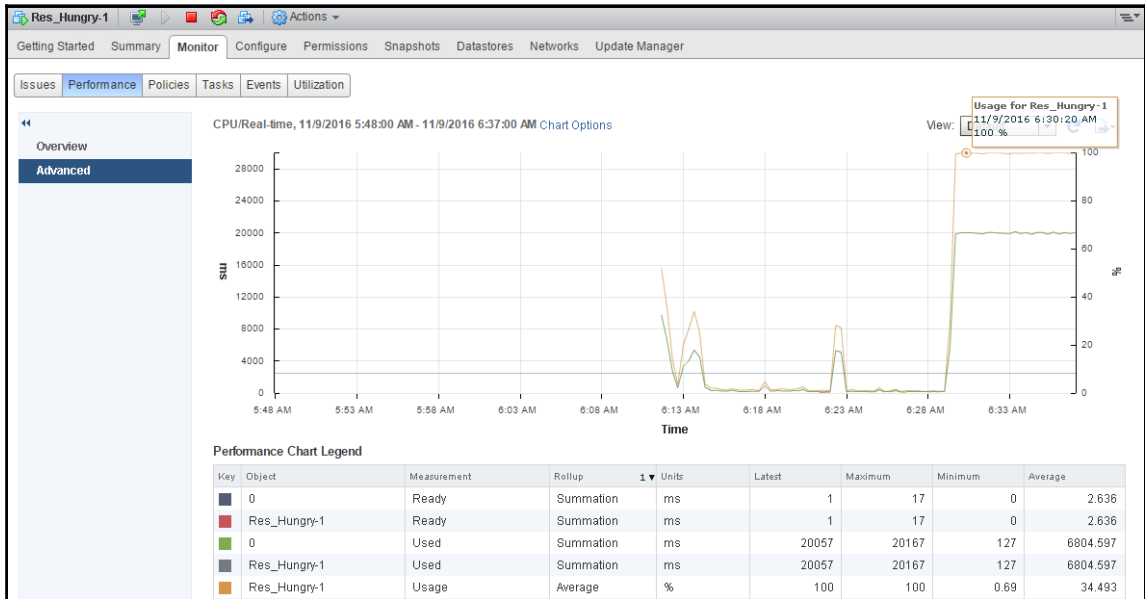 Res_Hungry-1 Actions
Getting Started Summary Monitor Configure Permissions Snapshots Datastores Networks Update Manager
Issues Performance Policies Tasks Events Utilization
Overview
Advanced
CPU/Real-time, 11/9/2016 5:48:00 AM - 11/9/2016 6:37:00 AM Chart Options
View:
Usage for Res_Hungry-1
11/9/2016 6:30:20 AM
100 %
28000
24000
20000
16000
12000
8000
4000
0
ms
100
80
60
40
20
0
%
5:48 AM 5:53 AM 5:58 AM 6:03 AM 6:08 AM 6:13 AM 6:18 AM 6:23 AM 6:28 AM 6:33 AM
Time
Performance Chart Legend
Key Object Measurement Rollup 1 ▼ Units Latest Maximum Minimum Average
0 Ready Summation ms 1 17 0 2.636
Res_Hungry-1 Ready Summation ms 1 17 0 2.636
0 Used Summation ms 20057 20167 127 6804.597
Res_Hungry-1 Used Summation ms 20057 20167 127 6804.597
Res_Hungry-1 Usage Average % 100 100 0.69 34.493